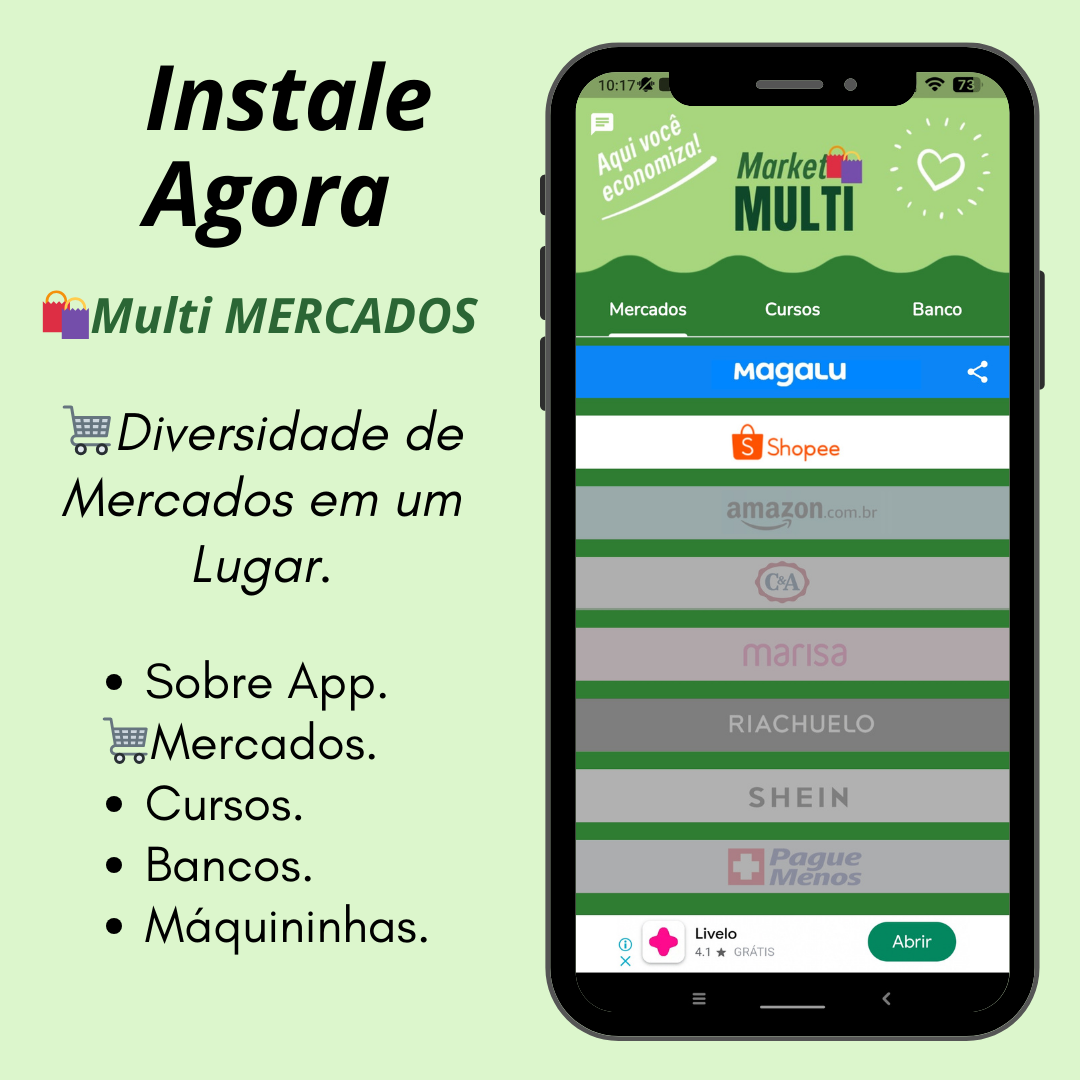 Instale
Agora
Multi MERCADOS
Diversidade de
Mercados em um
Lugar.
Sobre App.
Mercados.
Cursos.
Bancos.
Máquininhas.
10:17
73
Aqui você
economiza!
Market
MULTI
Mercados
Cursos
Banco
Magalu
Shopee
amazon.com.br
C&A
marisa
RIACHUELO
SHEIN
Pague
Menos
Livelo
4.1 ★ GRÁTIS
Abrir